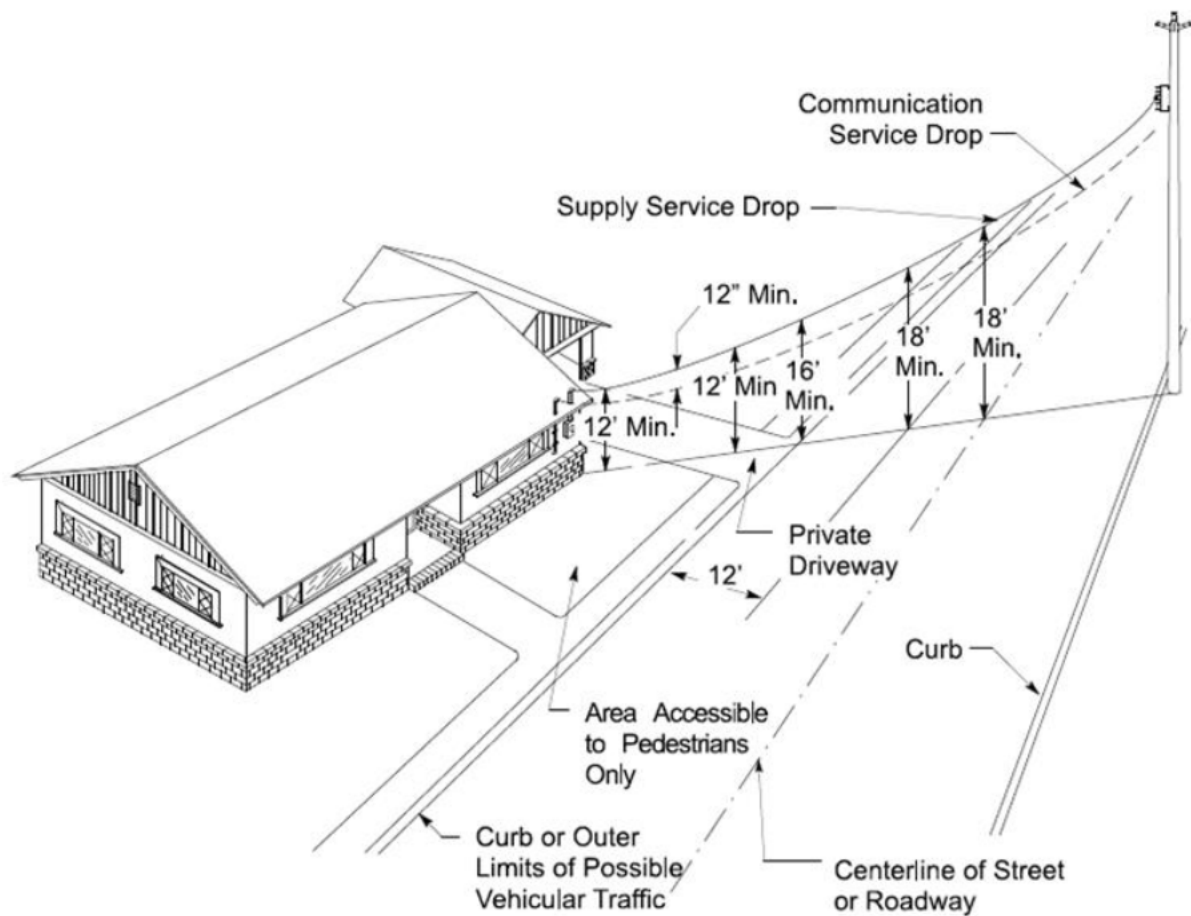 Communication
Service Drop
Supply Service Drop
12" Min.
18'
Min.
18'
Min.
16'
Min.
12' Min
12' Min.
Private
Driveway
12'
Curb
Area Accessible
to Pedestrians
Only
Curb or Outer
Limits of Possible
Vehicular Traffic
Centerline of Street
or Roadway